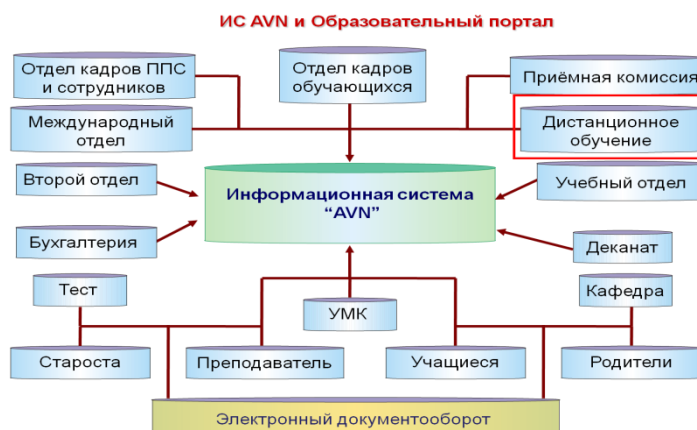 ИС AVN и Образовательный портал
Отдел кадров ППС
и сотрудников
Отдел кадров
обучающихся
Приёмная комиссия
Международный
отдел
Дистанционное
обучение
Второй отдел
Информационная система
“AVN”
Учебный отдел
Бухгалтерия
Деканат
Тест
УМК
Кафедра
Староста
Преподаватель
Учащиеся
Родители
Электронный документооборот